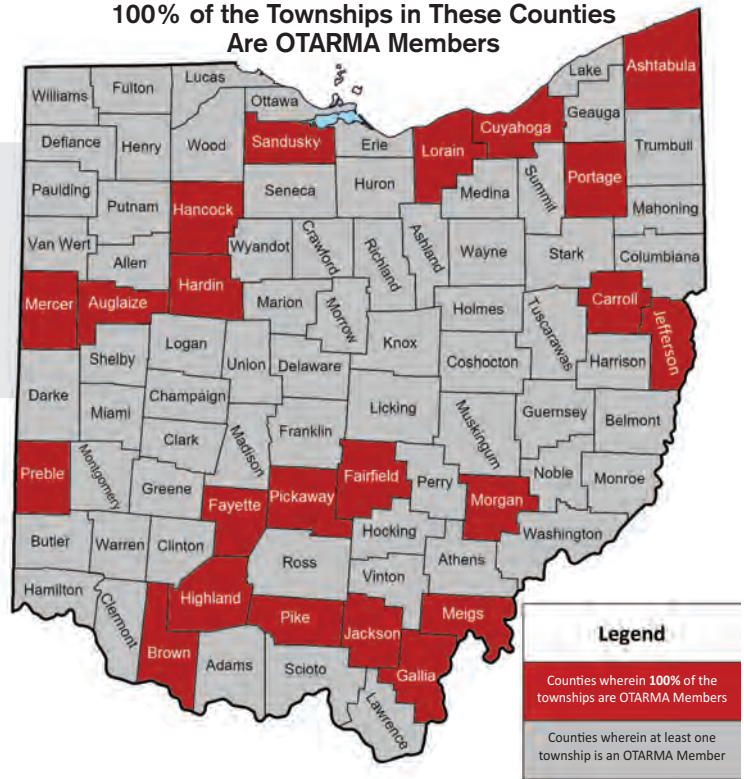 100% of the Townships in These Counties
Are OTARMA Members
Williams
Fulton
Lucas
Ottawa
Lake
Ashtabula
Geauga
Cuyahoga
Defiance
Henry
Wood
Sandusky
Erie
Lorain
Trumbull
Paulding
Putnam
Hancock
Seneca
Huron
Medina
Summit
Portage
Mahoning
Van Wert
Allen
Wyandot
Crawford
Richland
Ashland
Wayne
Stark
Columbiana
Mercer
Auglaize
Hardin
Marion
Morrow
Holmes
Tuscarawas
Carroll
Jefferson
Shelby
Logan
Union
Delaware
Knox
Coshocton
Harrison
Darke
Miami
Champaign
Clark
Madison
Franklin
Licking
Muskingum
Guernsey
Belmont
Preble
Montgomery
Greene
Fayette
Pickaway
Fairfield
Perry
Morgan
Noble
Monroe
Butler
Warren
Clinton
Ross
Hocking
Athens
Washington
Hamilton
Clermont
Highland
Vinton
Brown
Adams
Pike
Scioto
Jackson
Meigs
Gallia
Lawrence
Legend
Counties wherein 100% of the
townships are OTARMA Members
Counties wherein at least one
township is an OTARMA Member